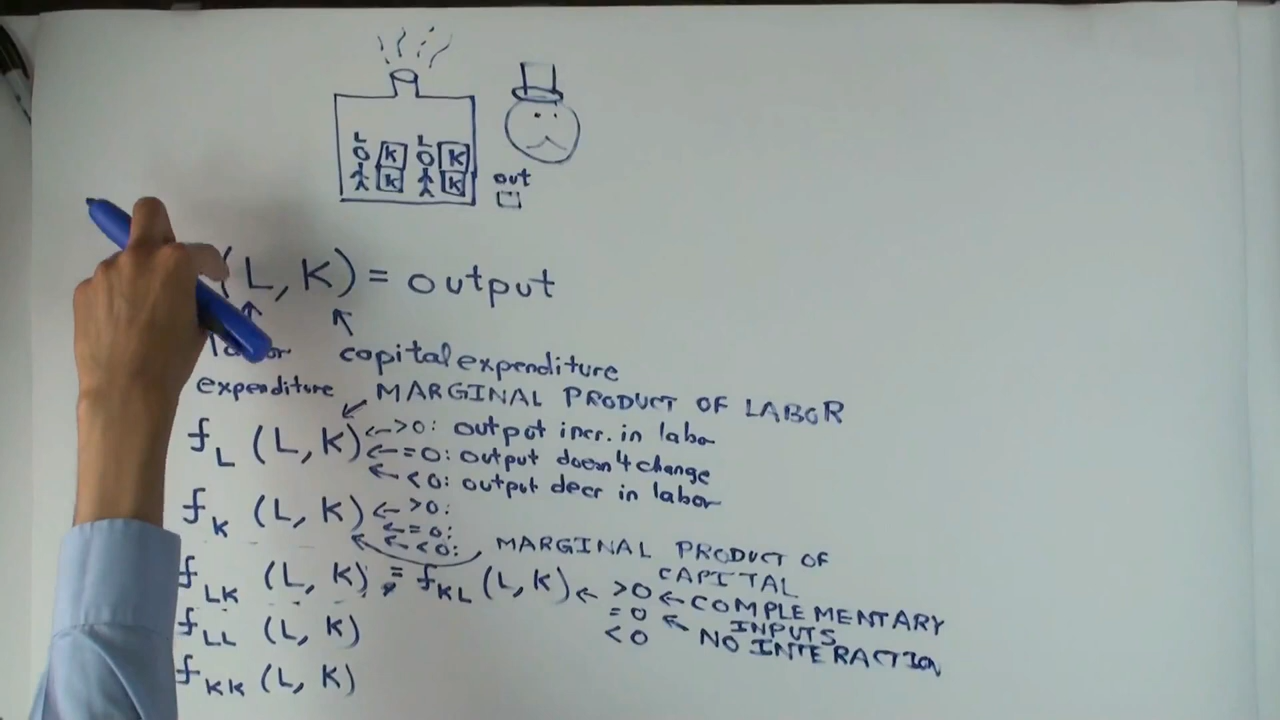 L L
K K
K K
out
(L, K) = output
labor capital expenditure
expenditure
MARGINAL PRODUCT OF LABOR
f_L (L, K) ← >0: output incr. in labor
← =0: output doesn't change
← <0: output decr in labor
f_K (L, K) ← >0:
← =0:
← <0:
MARGINAL PRODUCT OF
CAPITAL
f_LK (L, K) = f_KL (L, K) ← >0 ← COMPLEMENTARY
INPUTS
=0 ← NO INTERACTION
<0
f_LL (L, K)
f_KK (L, K)